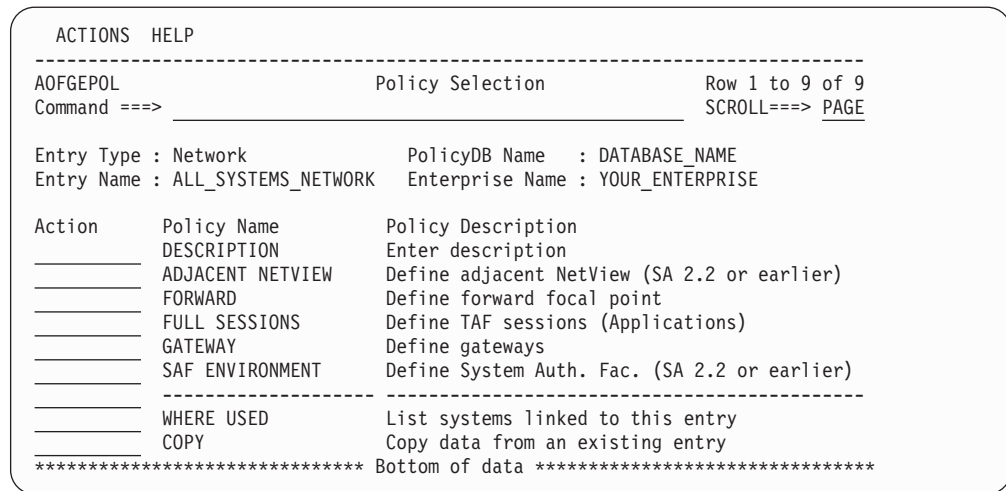 ACTIONS HELP
-------------------------------------------------------------------------------
AOFGEPOL Policy Selection Row 1 to 9 of 9
Command ===> SCROLL===> PAGE
Entry Type : Network PolicyDB Name : DATABASE_NAME
Entry Name : ALL_SYSTEMS_NETWORK Enterprise Name : YOUR_ENTERPRISE
Action Policy Name Policy Description
DESCRIPTION Enter description
ADJACENT NETVIEW Define adjacent NetView (SA 2.2 or earlier)
FORWARD Define forward focal point
FULL SESSIONS Define TAF sessions (Applications)
GATEWAY Define gateways
SAF ENVIRONMENT Define System Auth. Fac. (SA 2.2 or earlier)
-------------------- ---------------------------------------------
WHERE USED List systems linked to this entry
COPY Copy data from an existing entry
******************************* Bottom of data ********************************